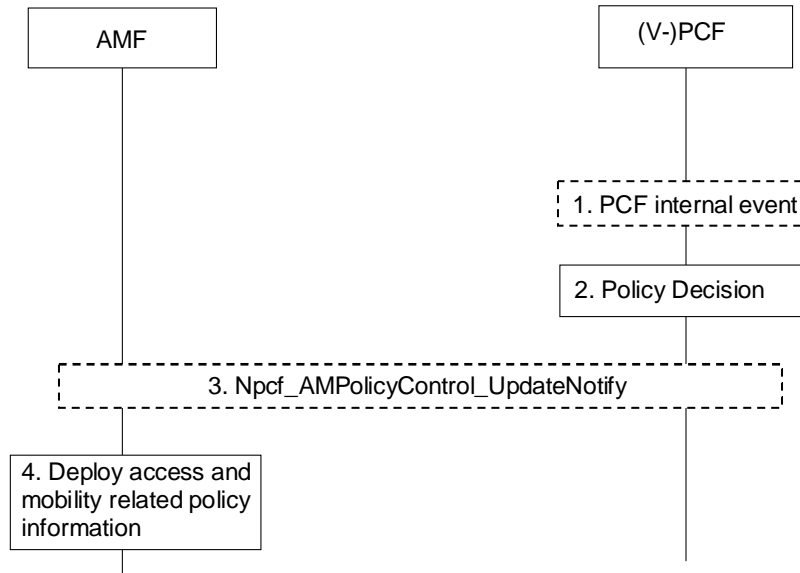 AMF
(V-)PCF
1. PCF internal event
2. Policy Decision
3. Npcf_AMPolicyControl_UpdateNotify
4. Deploy access and
mobility related policy
information